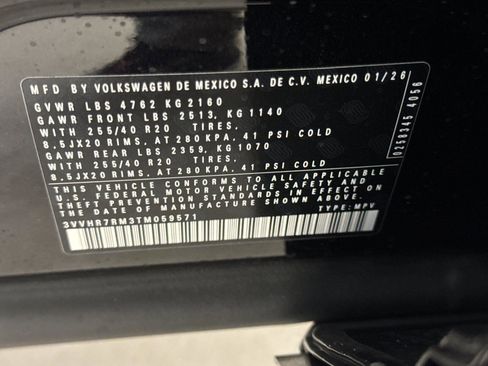 MFD BY VOLKSWAGEN DE MEXICO S.A. DE C.V. MEXICO 01/26
GVWR LBS 4762 KG 2160
GAWR FRONT LBS 2513, KG 1140
WITH 255/40 R20 TIRES.
8.5JX20 RIMS. AT 280 KPA. 41 PSI COLD
GAWR REAR LBS 2359, KG 1070
WITH 255/40 R20 TIRES.
8.5JX20 RIMS. AT 280 KPA. 41 PSI COLD
THIS VEHICLE CONFORMS TO ALL APPLICABLE
U.S. FEDERAL MOTOR VEHICLE SAFETY AND
THEFT PREVENTION STANDARDS IN EFFECT ON
THE DATE OF MANUFACTURE SHOWN ABOVE.
3VVHR7RM3TM059571 TYPE: MPV
0258345 4056